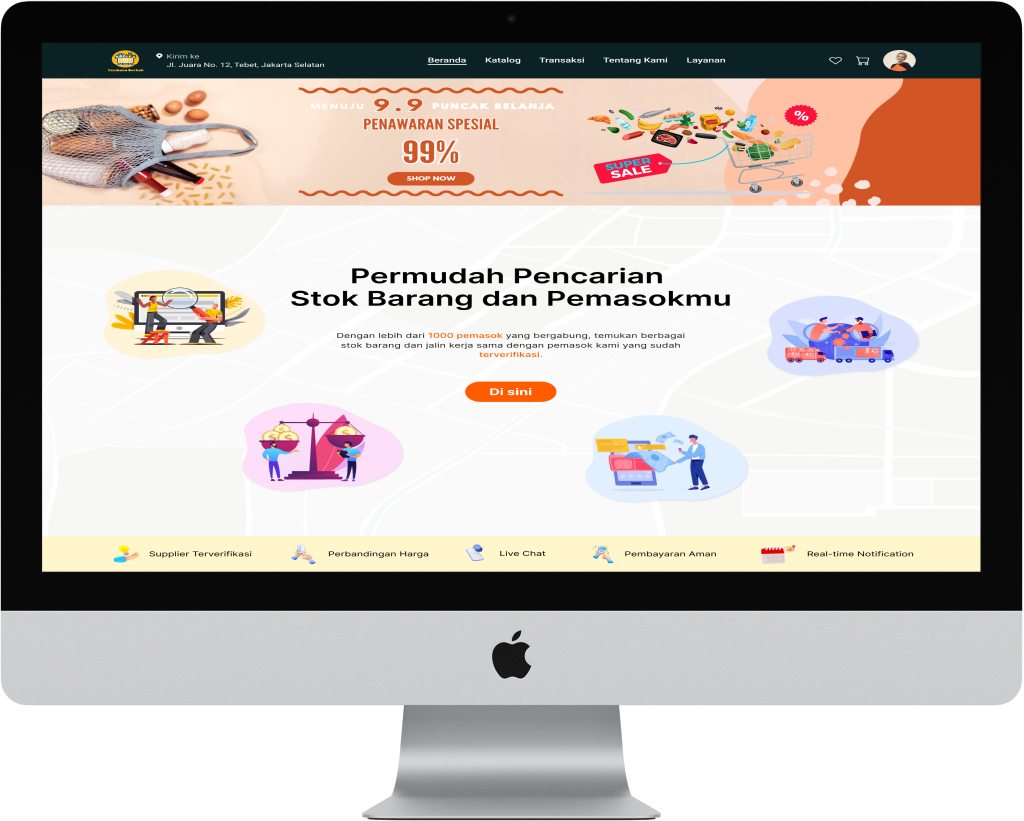 Kirim ke
Jl. Juara No. 12, Tebet, Jakarta Selatan
Beranda Katalog Transaksi Tentang Kami Layanan
MENUJU 9.9 PUNCAK BELANJA
PENAWARAN SPESIAL
99%
SHOP NOW
%
SUPER
SALE
Permudah Pencarian
Stok Barang dan Pemasokmu
Dengan lebih dari 1000 pemasok yang bergabung, temukan berbagai
stok barang dan jalin kerja sama dengan pemasok kami yang sudah
terverifikasi.
Di sini
Supplier Terverifikasi Perbandingan Harga Live Chat Pembayaran Aman Real-time Notification